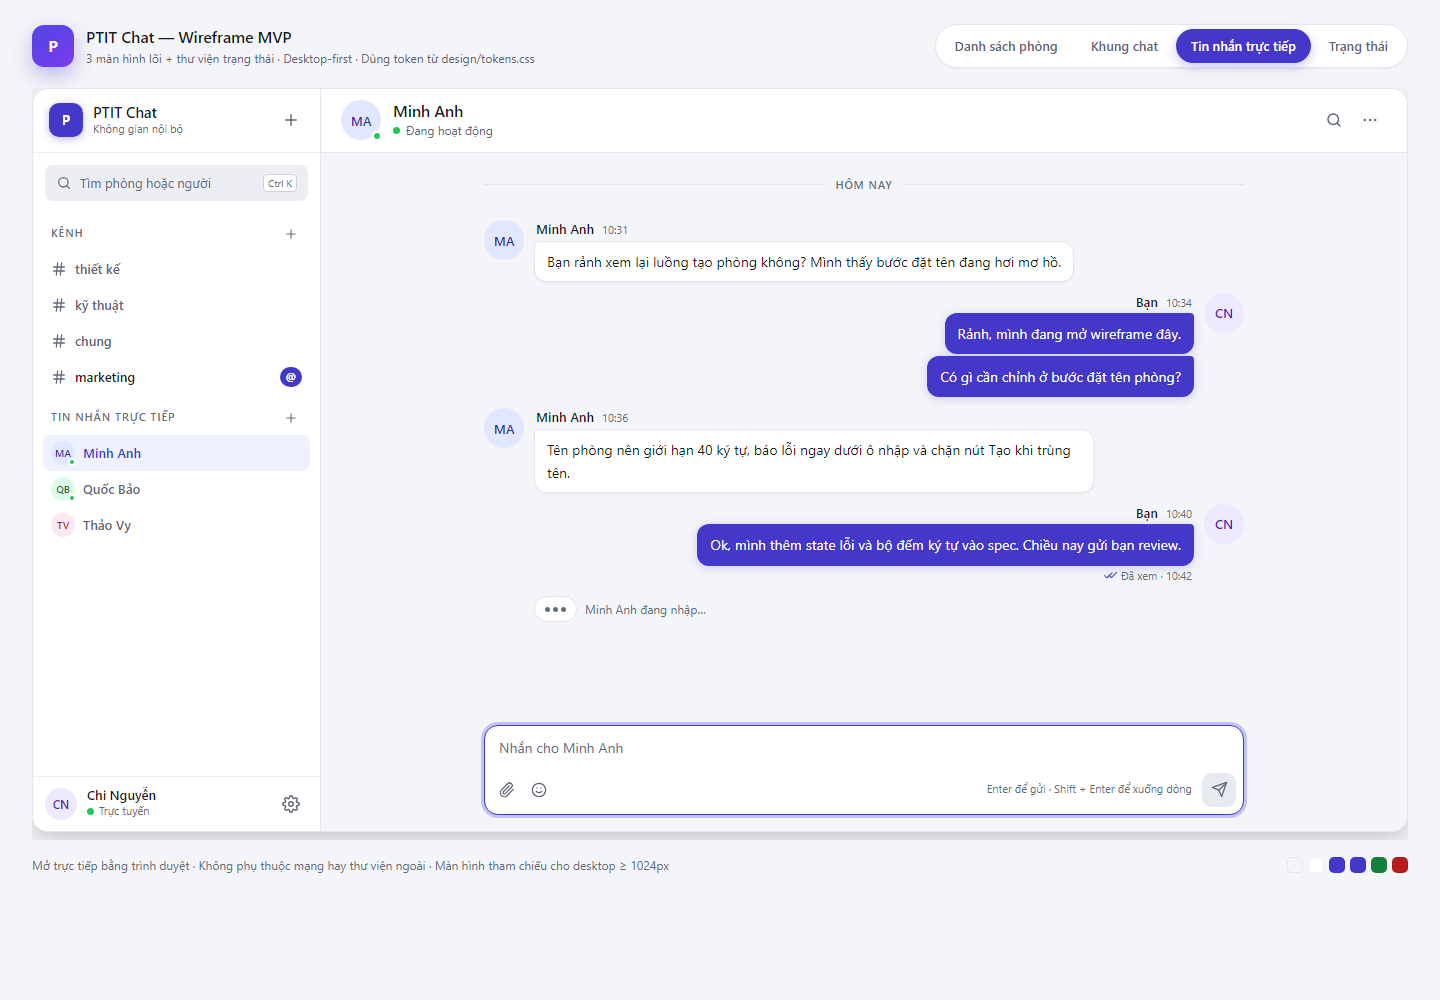 P
PTIT Chat — Wireframe MVP
3 màn hình lõi + thư viện trạng thái · Desktop-first · Dùng token từ design/tokens.css
Danh sách phòng
Khung chat
Tin nhắn trực tiếp
Trạng thái
P
PTIT Chat
Không gian nội bộ
Tìm phòng hoặc người
Ctrl K
KÊNH
# thiết kế
# kỹ thuật
# chung
# marketing
@
TIN NHẮN TRỰC TIẾP
MA Minh Anh
QB Quốc Bảo
TV Thảo Vy
CN
Chi Nguyễn
Trực tuyến
MA
Minh Anh
Đang hoạt động
HÔM NAY
MA
Minh Anh 10:31
Bạn rảnh xem lại luồng tạo phòng không? Mình thấy bước đặt tên đang hơi mơ hồ.
Bạn 10:34
CN
Rảnh, mình đang mở wireframe đây.
Có gì cần chỉnh ở bước đặt tên phòng?
MA
Minh Anh 10:36
Tên phòng nên giới hạn 40 ký tự, báo lỗi ngay dưới ô nhập và chặn nút Tạo khi trùng
tên.
Bạn 10:40
CN
Ok, mình thêm state lỗi và bộ đếm ký tự vào spec. Chiều nay gửi bạn review.
Đã xem · 10:42
Minh Anh đang nhập...
Nhắn cho Minh Anh
Enter để gửi · Shift + Enter để xuống dòng
Mở trực tiếp bằng trình duyệt · Không phụ thuộc mạng hay thư viện ngoài · Màn hình tham chiếu cho desktop ≥ 1024px